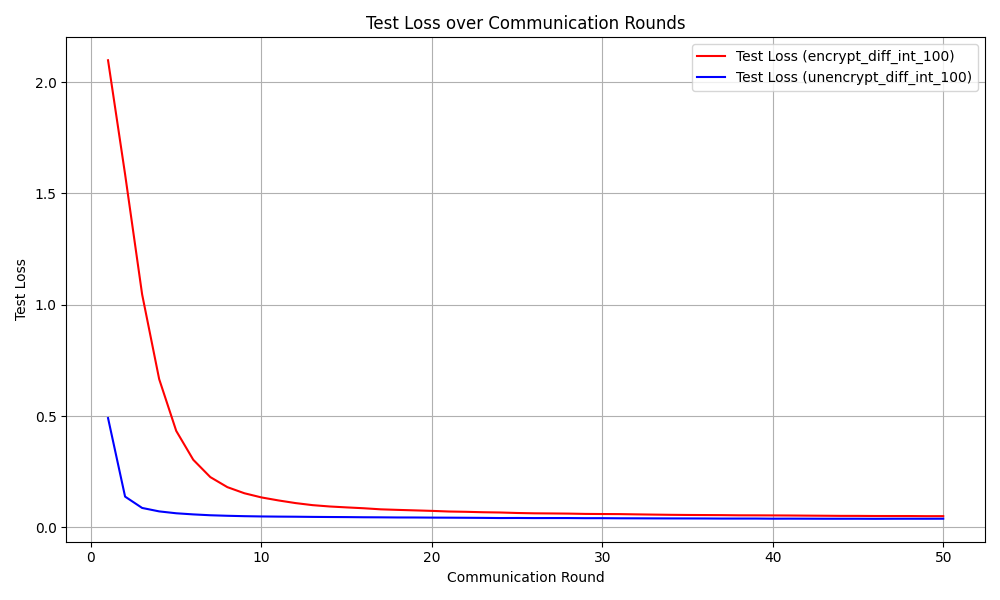 Test Loss over Communication Rounds
Test Loss (encrypt_diff_int_100)
Test Loss (unencrypt_diff_int_100)
2.0
1.5
1.0
0.5
0.0
Test Loss
0 10 20 30 40 50
Communication Round